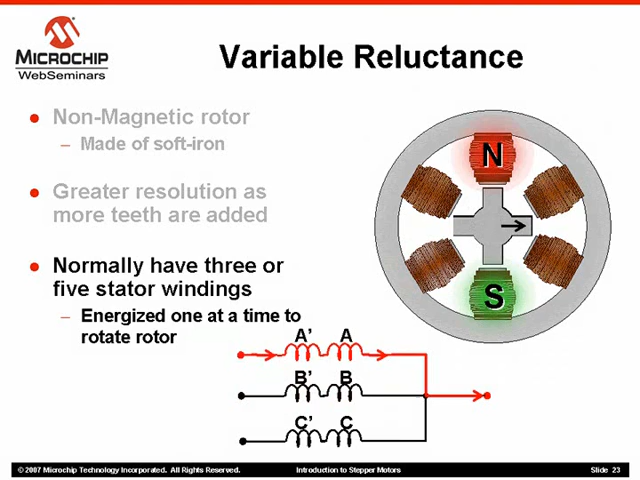 MICROCHIP
WebSeminars
Variable Reluctance
● Non-Magnetic rotor
– Made of soft-iron
● Greater resolution as
more teeth are added
● Normally have three or
five stator windings
– Energized one at a time to
rotate rotor
N
S
A' A
B' B
C' C
© 2007 Microchip Technology Incorporated. All Rights Reserved. Introduction to Stepper Motors Slide 23